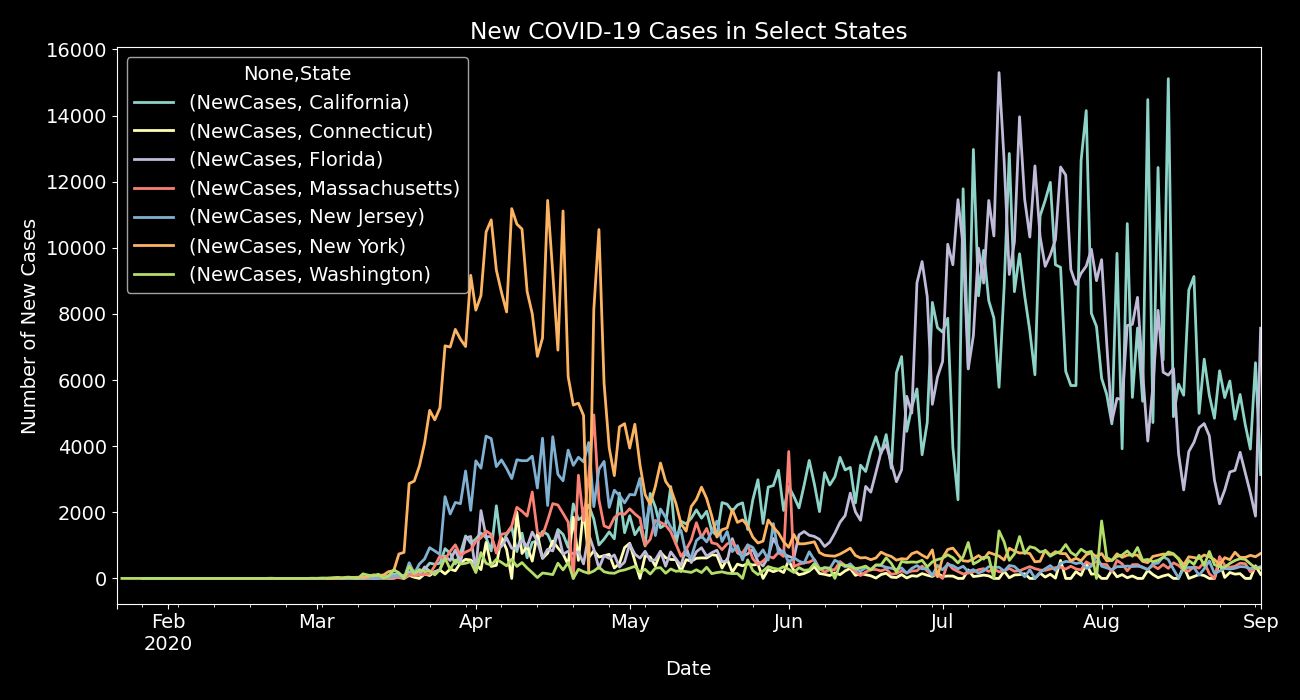 New COVID-19 Cases in Select States
16000
14000
12000
10000
8000
6000
4000
2000
0
Number of New Cases
None,State
(NewCases, California)
(NewCases, Connecticut)
(NewCases, Florida)
(NewCases, Massachusetts)
(NewCases, New Jersey)
(NewCases, New York)
(NewCases, Washington)
Feb Mar Apr May Jun Jul Aug Sep
2020
Date